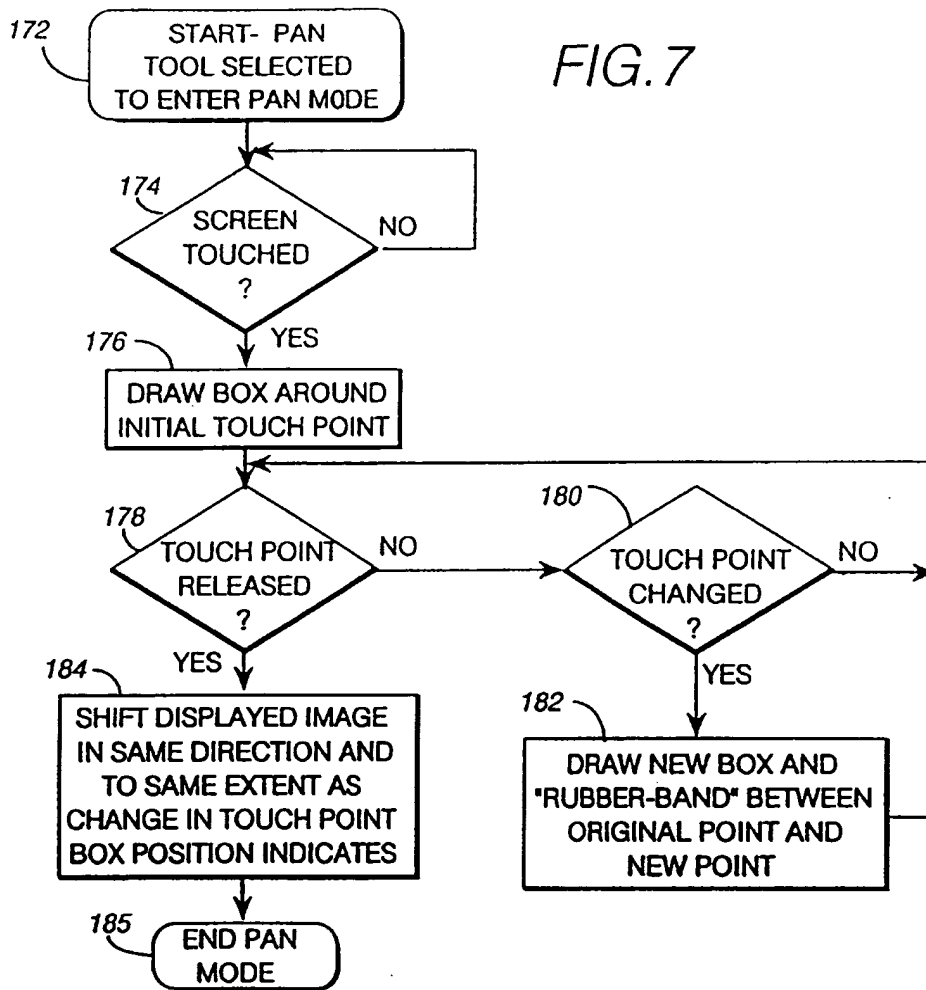 172
START- PAN
TOOL SELECTED
TO ENTER PAN MODE
FIG.7
174
SCREEN
TOUCHED
?
NO
YES
176
DRAW BOX AROUND
INITIAL TOUCH POINT
178
TOUCH POINT
RELEASED
?
NO
180
TOUCH POINT
CHANGED
?
NO
YES
YES
184
SHIFT DISPLAYED IMAGE
IN SAME DIRECTION AND
TO SAME EXTENT AS
CHANGE IN TOUCH POINT
BOX POSITION INDICATES
182
DRAW NEW BOX AND
"RUBBER-BAND" BETWEEN
ORIGINAL POINT AND
NEW POINT
185
END PAN
MODE